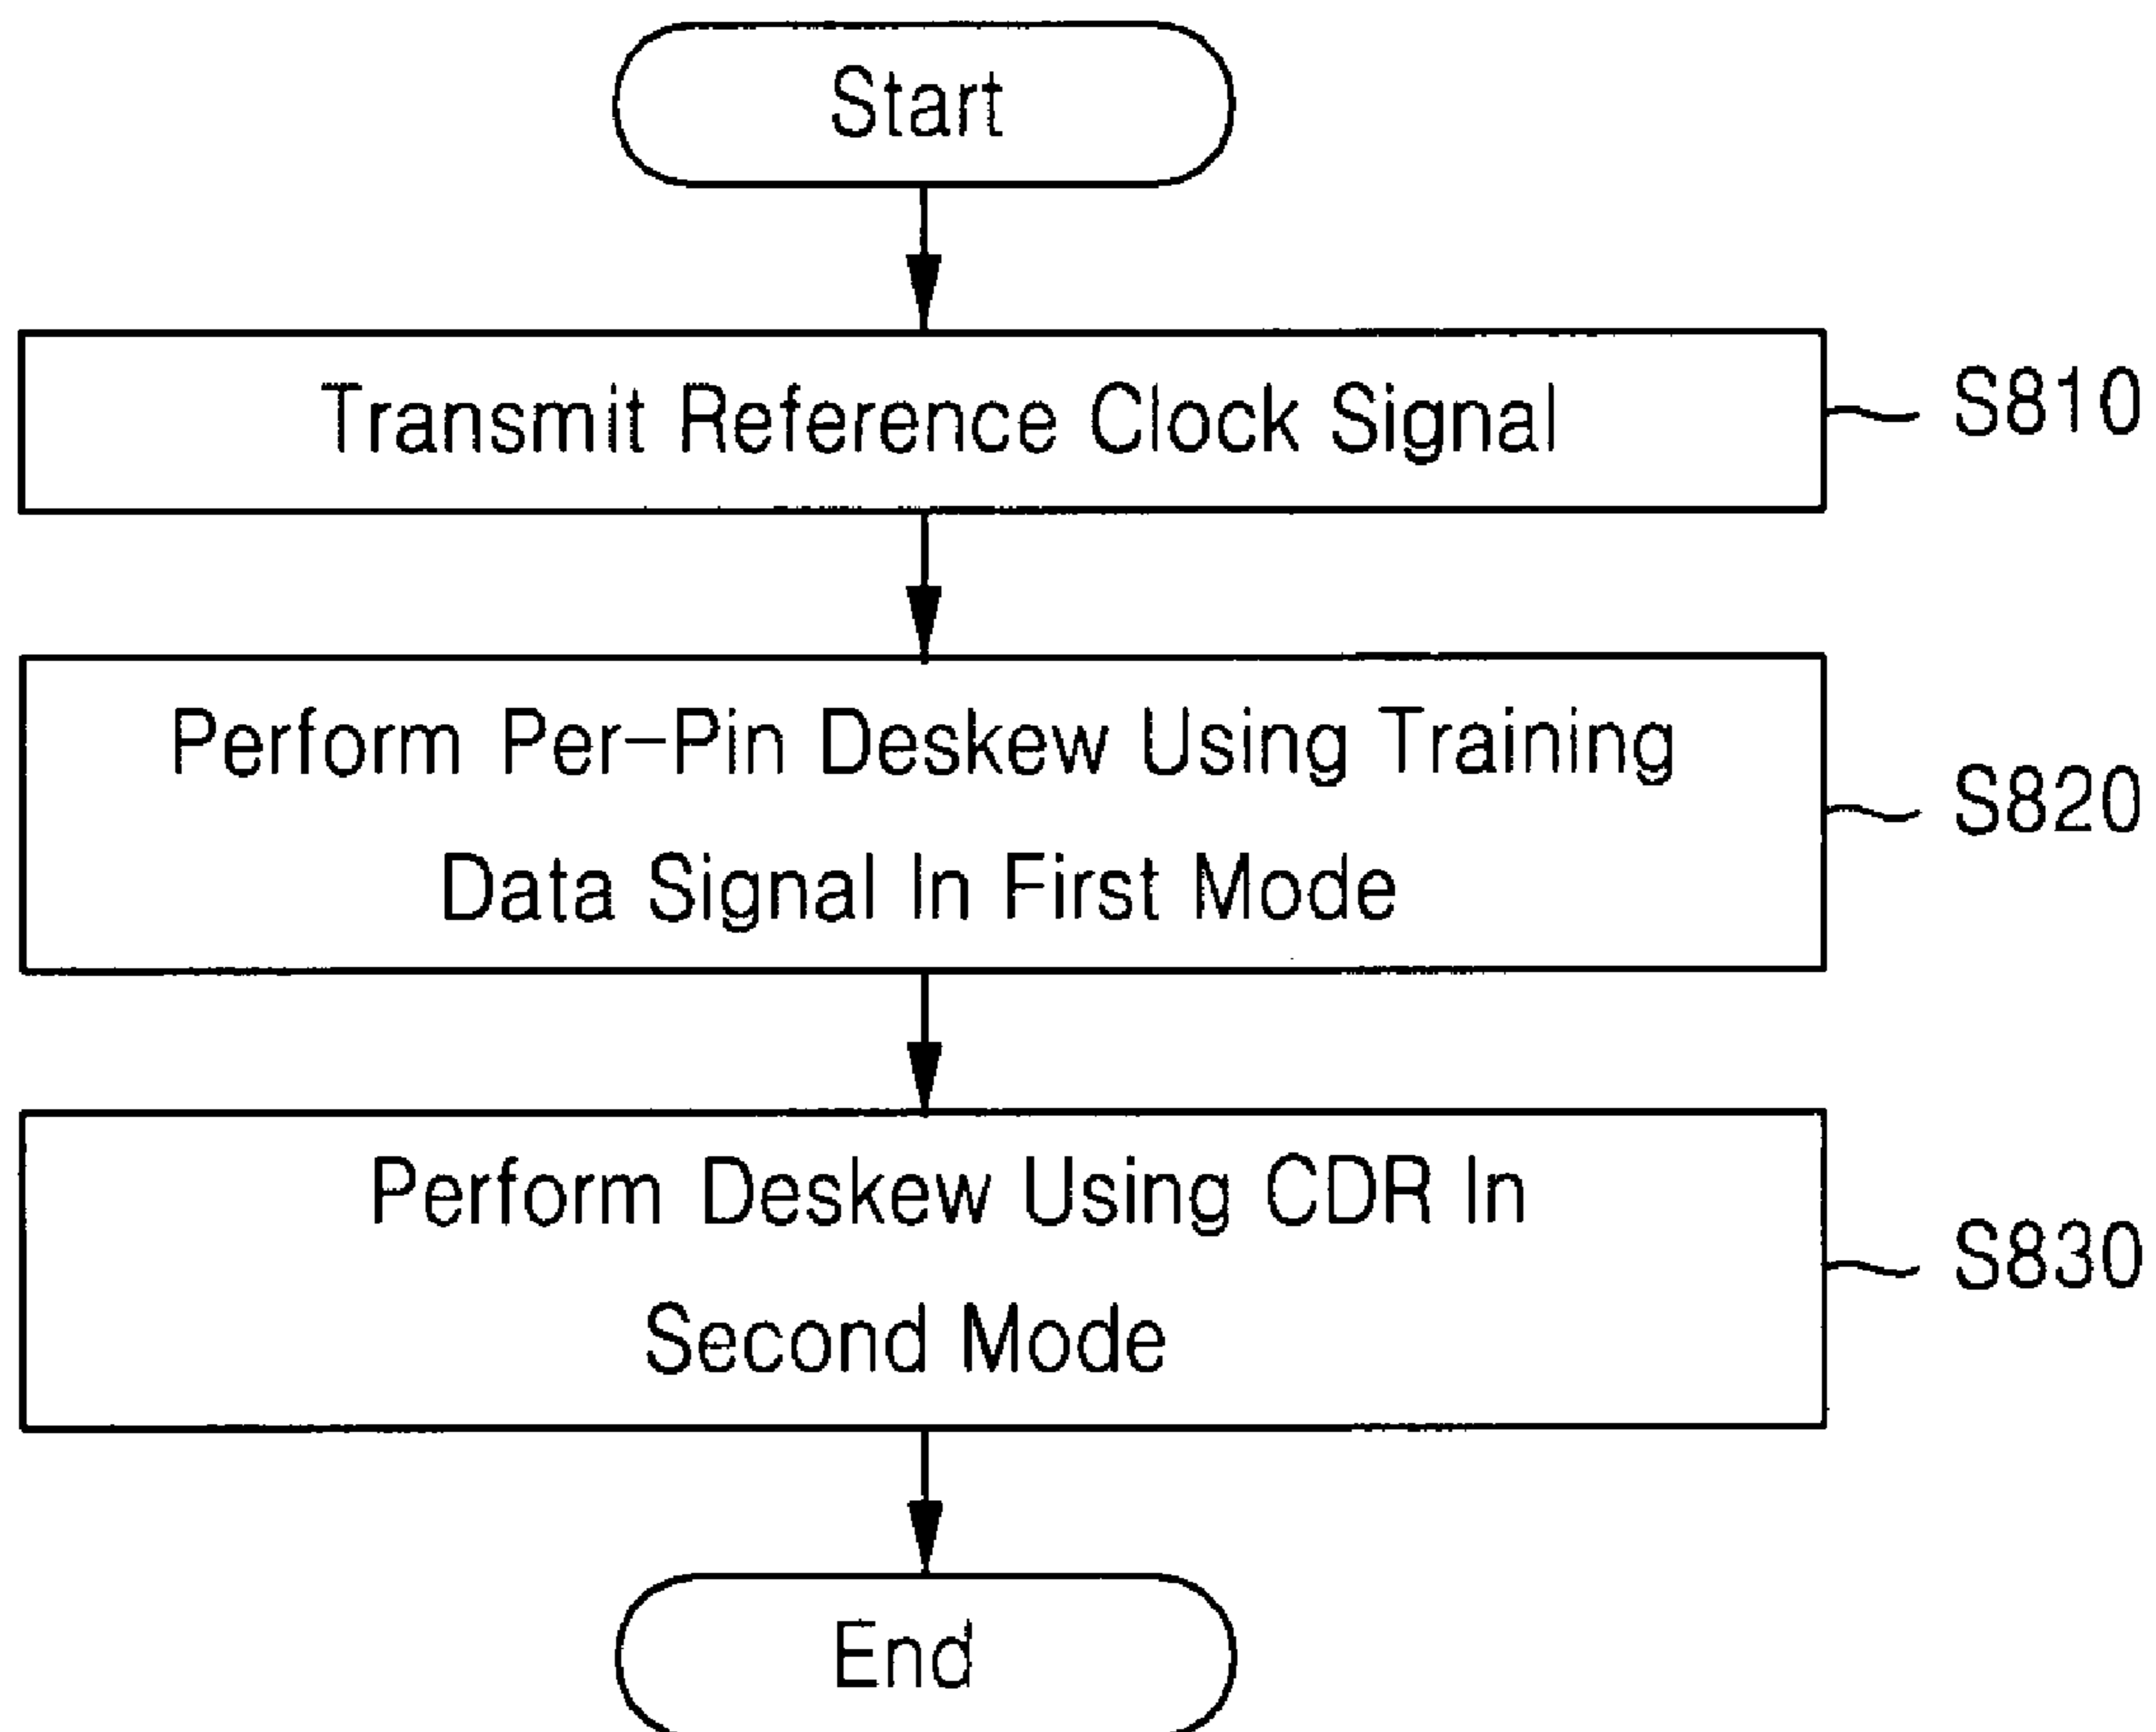 Start
Transmit Reference Clock Signal
S810
Perform Per-Pin Deskew Using Training
Data Signal In First Mode
S820
Perform Deskew Using CDR In
Second Mode
S830
End